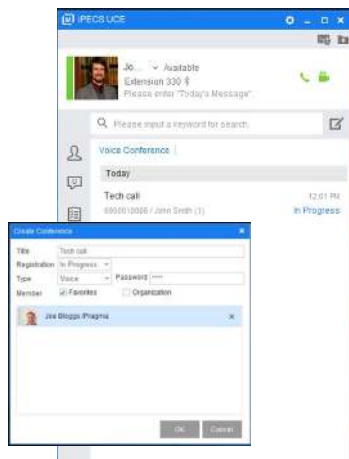 iPECS UCE
Jo... Available
Extension 330
Please enter "Today's Message".
Please input a keyword for search.
Voice Conference
Today
Tech call 12:01 PM
/ John Smith (1) In Progress
Create Conference
Title Tech call
Registration In Progress
Type Voice Password ****
Member Favorites Organization
Joe Bloggs /Pragma
OK Cancel